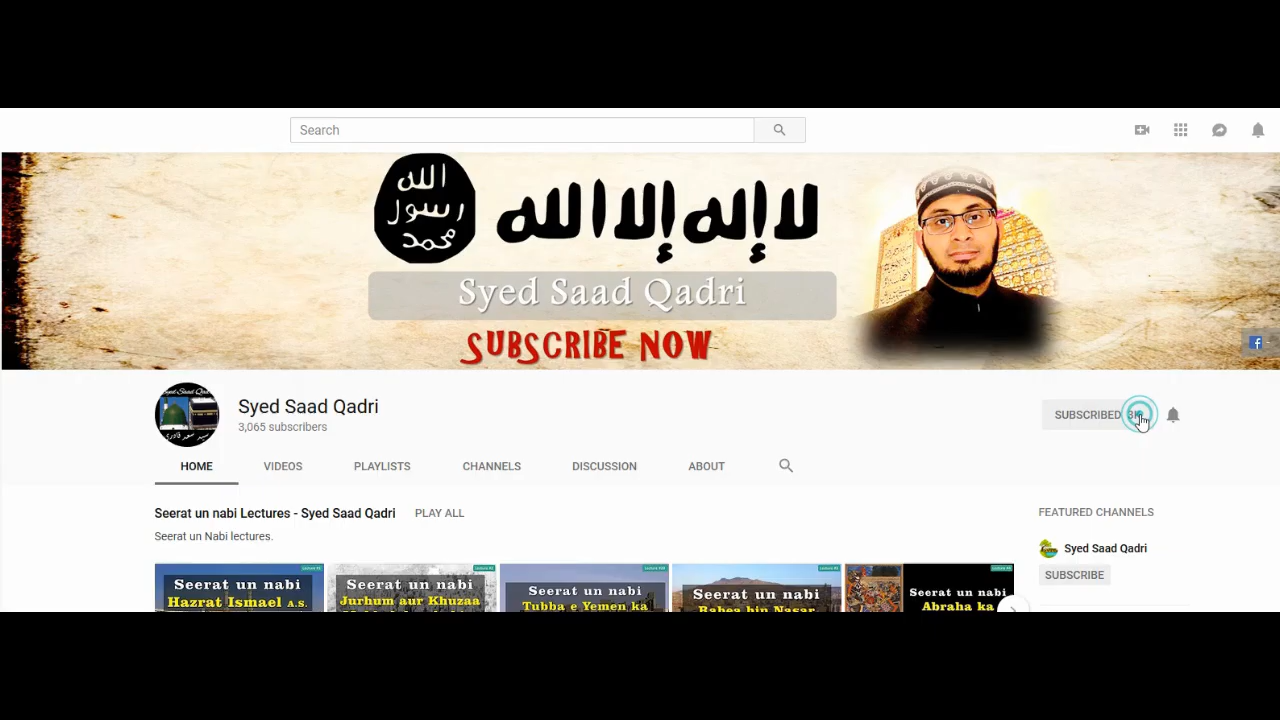 Search
الله
رسول
محمد
لا إله إلا الله
Syed Saad Qadri
SUBSCRIBE NOW
Syed Saad Qadri
3,065 subscribers
SUBSCRIBED
HOME VIDEOS PLAYLISTS CHANNELS DISCUSSION ABOUT
Seerat un nabi Lectures - Syed Saad Qadri PLAY ALL
Seerat un Nabi lectures.
FEATURED CHANNELS
Syed Saad Qadri
SUBSCRIBE
Seerat un nabi
Hazrat Ismael A.S.
Seerat un nabi
Jurhum aur Khuzaa
Seerat un nabi
Tubba e Yemen ka
Seerat un nabi
Rabea bin Nasar
Seerat un nabi
Abraha ka